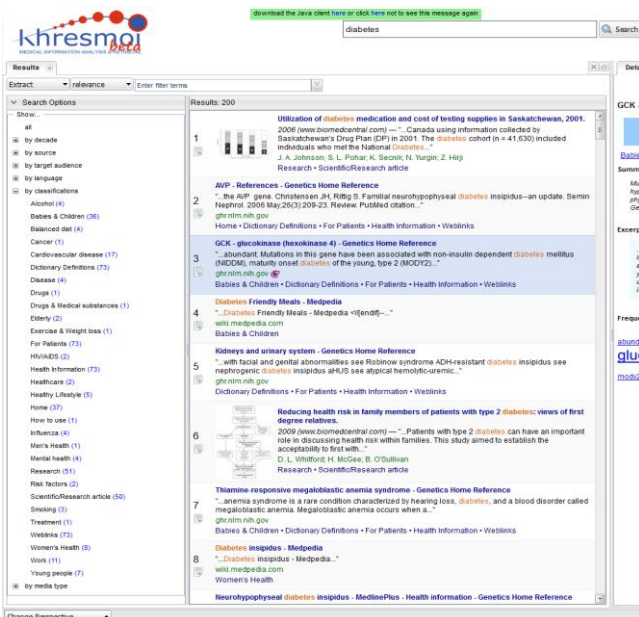 download the Java client here or click here not to see this message again
khresmoi
beta
MEDICAL INFORMATION ANALYSIS & RETRIEVAL
diabetes
Search
Results
Deta
Extract
relevance
Enter filter terms
Search Options
Show...
all
by decade
by source
by target audience
by language
by classifications
Alcohol (4)
Babies & Children (36)
Balanced diet (4)
Cancer (1)
Cardiovascular disease (17)
Dictionary Definitions (73)
Disease (4)
Drugs (1)
Drugs & Medical substances (1)
Elderly (2)
Exercise & Weight loss (1)
For Patients (73)
HIV/AIDS (2)
Health Information (73)
Healthcare (2)
Healthy Lifestyle (5)
Home (37)
How to use (1)
Influenza (4)
Men's Health (1)
Mental health (4)
Research (51)
Risk factors (2)
Scientific/Research article (50)
Smoking (3)
Treatment (1)
Weblinks (73)
Women's Health (8)
Work (11)
Young people (7)
by media type
Results: 200
1
Utilization of diabetes medication and cost of testing supplies in Saskatchewan, 2001.
2006 (www.biomedcentral.com) — "...Canada using information collected by
Saskatchewan's Drug Plan (DP) in 2001. The diabetes cohort (n = 41,630) included
individuals who met the National Diabetes..."
J. A. Johnson; S. L. Pohar; K. Secnik; N. Yurgin; Z. Hirji
Research • Scientific/Research article
2
AVP - References - Genetics Home Reference
"...the AVP gene. Christensen JH, Rittig S. Familial neurohypophyseal diabetes insipidus--an update. Semin
Nephrol. 2006 May;26(3):209-23. Review. PubMed citation..."
ghr.nlm.nih.gov
Home • Dictionary Definitions • For Patients • Health Information • Weblinks
3
GCK - glucokinase (hexokinase 4) - Genetics Home Reference
"...abundant. Mutations in this gene have been associated with non-insulin dependent diabetes mellitus
(NIDDM), maturity onset diabetes of the young, type 2 (MODY2)..."
ghr.nlm.nih.gov
Babies & Children • Dictionary Definitions • For Patients • Health Information • Weblinks
4
Diabetes Friendly Meals - Medpedia
"...Diabetes Friendly Meals - Medpedia <![endif]--..."
wiki.medpedia.com
Babies & Children
5
Kidneys and urinary system - Genetics Home Reference
"...with facial and genital abnormalities see Robinow syndrome ADH-resistant diabetes insipidus see
nephrogenic diabetes insipidus aHUS see atypical hemolytic-uremic..."
ghr.nlm.nih.gov
Dictionary Definitions • For Patients • Health Information • Weblinks
6
Reducing health risk in family members of patients with type 2 diabetes: views of first
degree relatives.
2009 (www.biomedcentral.com) — "...Patients with type 2 diabetes can have an important
role in discussing health risk within families. This study aimed to establish the
acceptability to first with..."
D. L. Whitford; H. McGee; B. O'Sullivan
Research • Scientific/Research article
7
Thiamine-responsive megaloblastic anemia syndrome - Genetics Home Reference
"...anemia syndrome is a rare condition characterized by hearing loss, diabetes, and a blood disorder called
megaloblastic anemia. Megaloblastic anemia occurs when a..."
ghr.nlm.nih.gov
Babies & Children • Dictionary Definitions • For Patients • Health Information • Weblinks
8
Diabetes insipidus - Medpedia
"...Diabetes insipidus - Medpedia..."
wiki.medpedia.com
Women's Health
Neurohypophyseal diabetes insipidus - MedlinePlus - Health information - Genetics Home Reference
GCK -
Babie
Summ
Excerp
Freque
abund
glu
mody2
Change Perspective